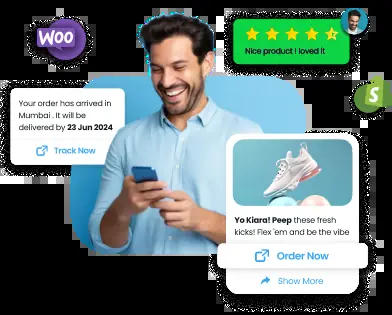 Woo
Nice product ! loved it
Your order has arrived in
Mumbai . It will be
delivered by 23 Jun 2024
Track Now
S
Yo Kiara! Peep these fresh
kicks! Flex 'em and be the vibe
Order Now
Show More